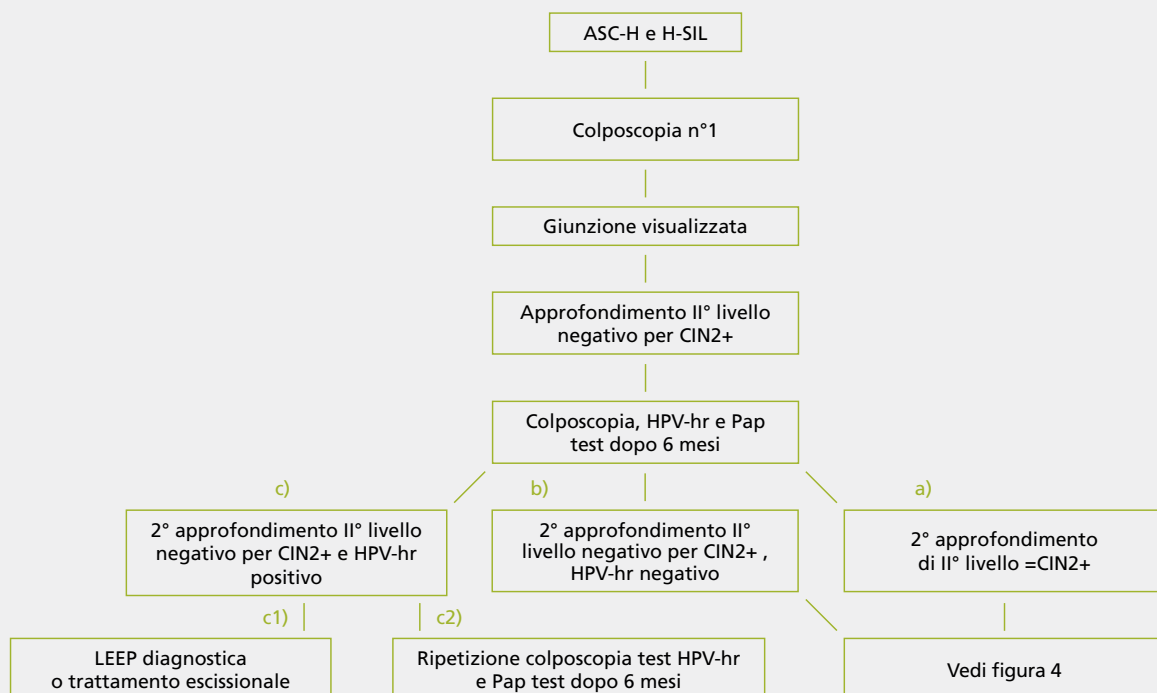 ASC-H e H-SIL
Colposcopia n°1
Giunzione visualizzata
Approfondimento II° livello
negativo per CIN2+
Colposcopia, HPV-hr e Pap
test dopo 6 mesi
c)
b)
a)
2° approfondimento II° livello
negativo per CIN2+ e HPV-hr
positivo
2° approfondimento II°
livello negativo per CIN2+ ,
HPV-hr negativo
2° approfondimento
di II° livello =CIN2+
c1)
c2)
LEEP diagnostica
o trattamento escissionale
Ripetizione colposcopia test HPV-hr
e Pap test dopo 6 mesi
Vedi figura 4